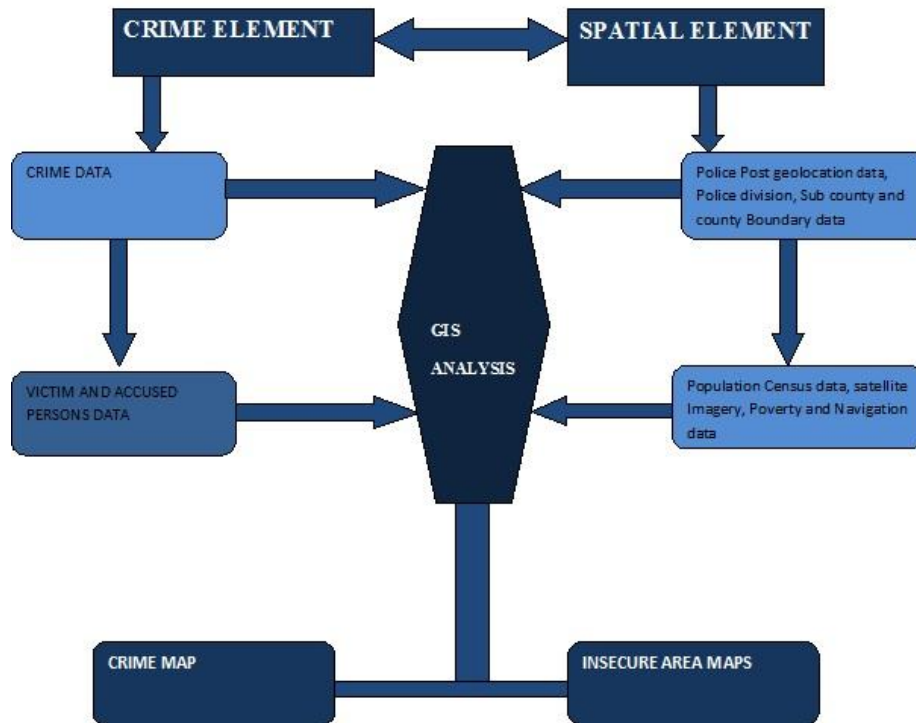 CRIME ELEMENT
SPATIAL ELEMENT
CRIME DATA
Police Post geolocation data,
Police division, Sub county and
county Boundary data
GIS
ANALYSIS
VICTIM AND ACCUSED
PERSONS DATA
Population Census data, satellite
Imagery, Poverty and Navigation
data
CRIME MAP
INSECURE AREA MAPS